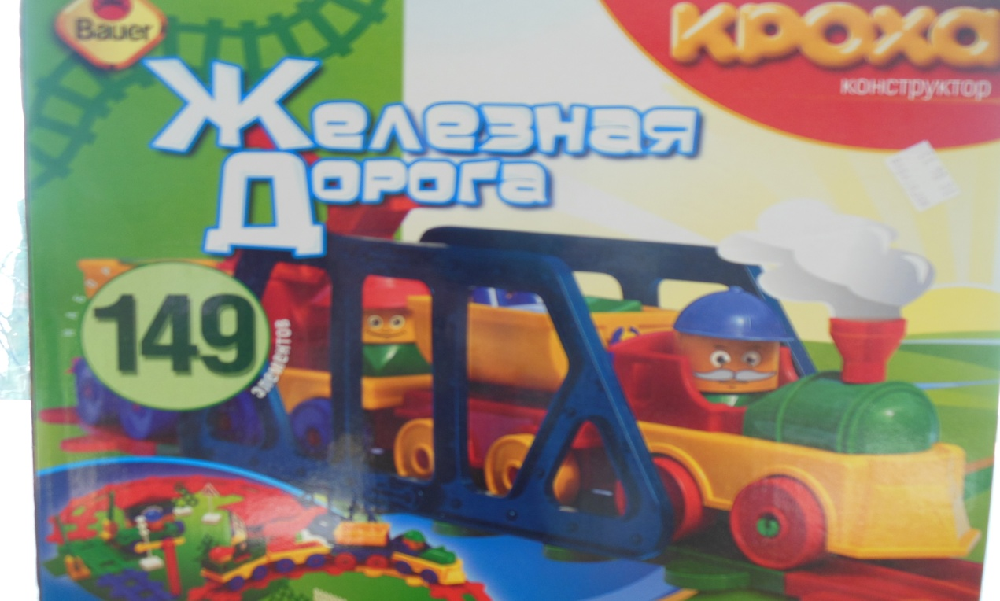 Bauer
КРОХА
конструктор
Железная
Дорога
149
элементов